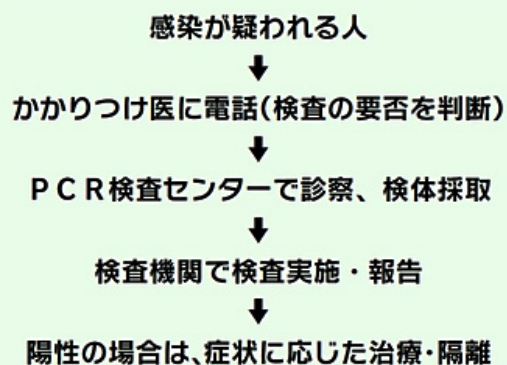 感染が疑われる人
かかりつけ医に電話(検査の要否を判断)
ＰＣＲ検査センターで診察、検体採取
検査機関で検査実施・報告
陽性の場合は、症状に応じた治療・隔離